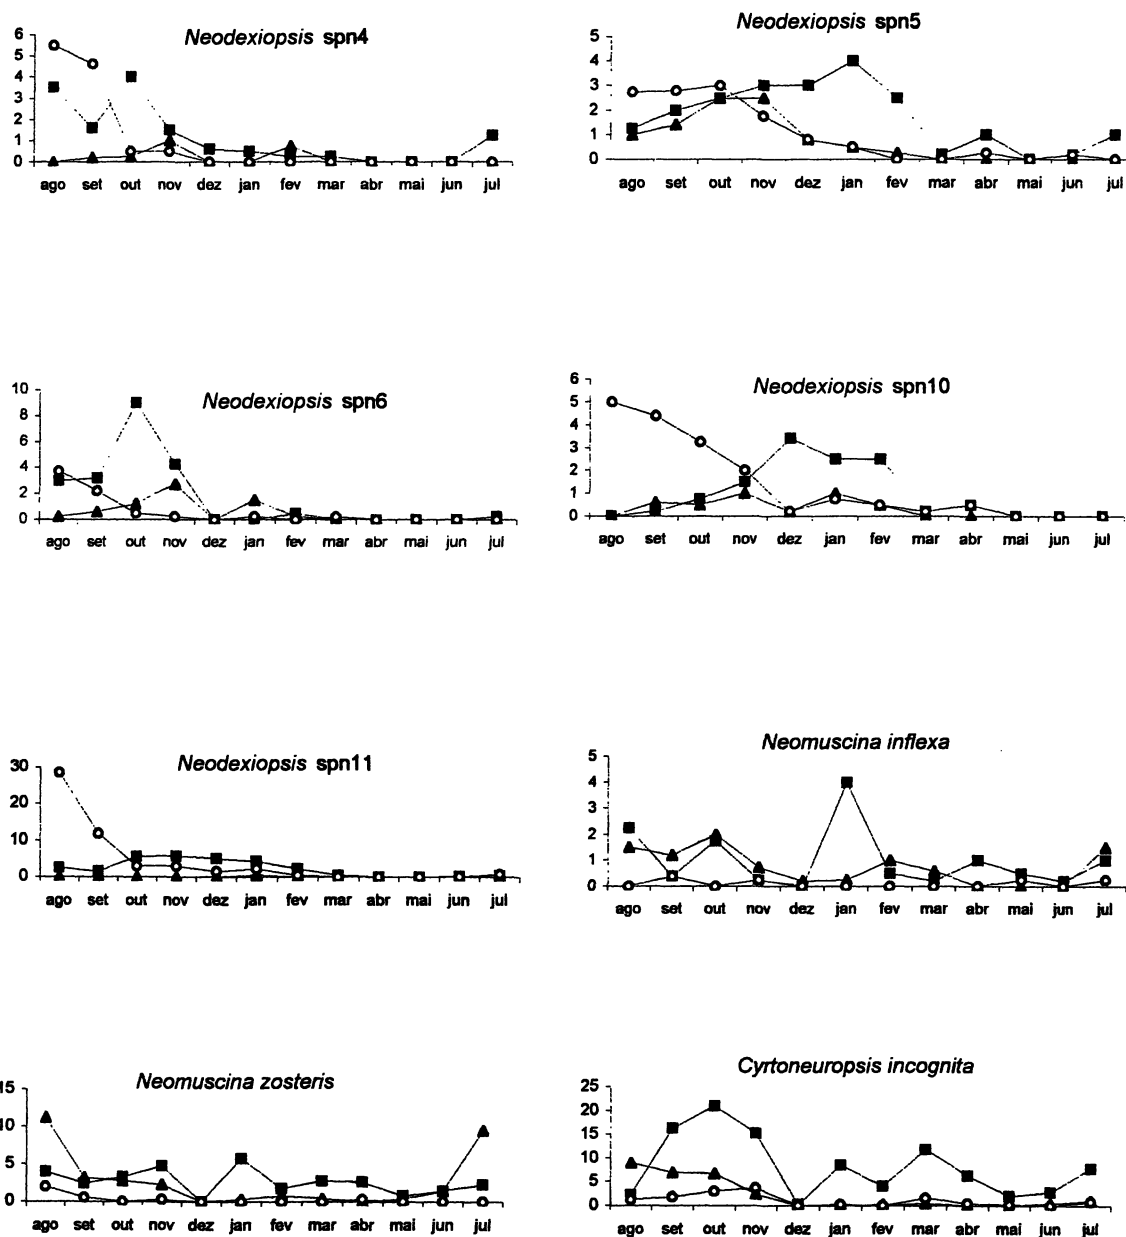 Neodexiopsis spn4
6
5
4
3
2
1
0
ago set out nov dez jan fev mar abr mai jun jul
Neodexiopsis spn5
5
4
3
2
1
0
ago set out nov dez jan fev mar abr mai jun jul
Neodexiopsis spn6
10
8
6
4
2
0
ago set out nov dez jan fev mar abr mai jun jul
Neodexiopsis spn10
6
5
4
3
2
1
0
ago set out nov dez jan fev mar abr mai jun jul
Neodexiopsis spn11
30
20
10
0
ago set out nov dez jan fev mar abr mai jun jul
Neomuscina inflexa
5
4
3
2
1
0
ago set out nov dez jan fev mar abr mai jun jul
Neomuscina zosteris
15
10
5
0
ago set out nov dez jan fev mar abr mai jun jul
Cyrtoneuropsis incognita
25
20
15
10
5
0
ago set out nov dez jan fev mar abr mai jun jul